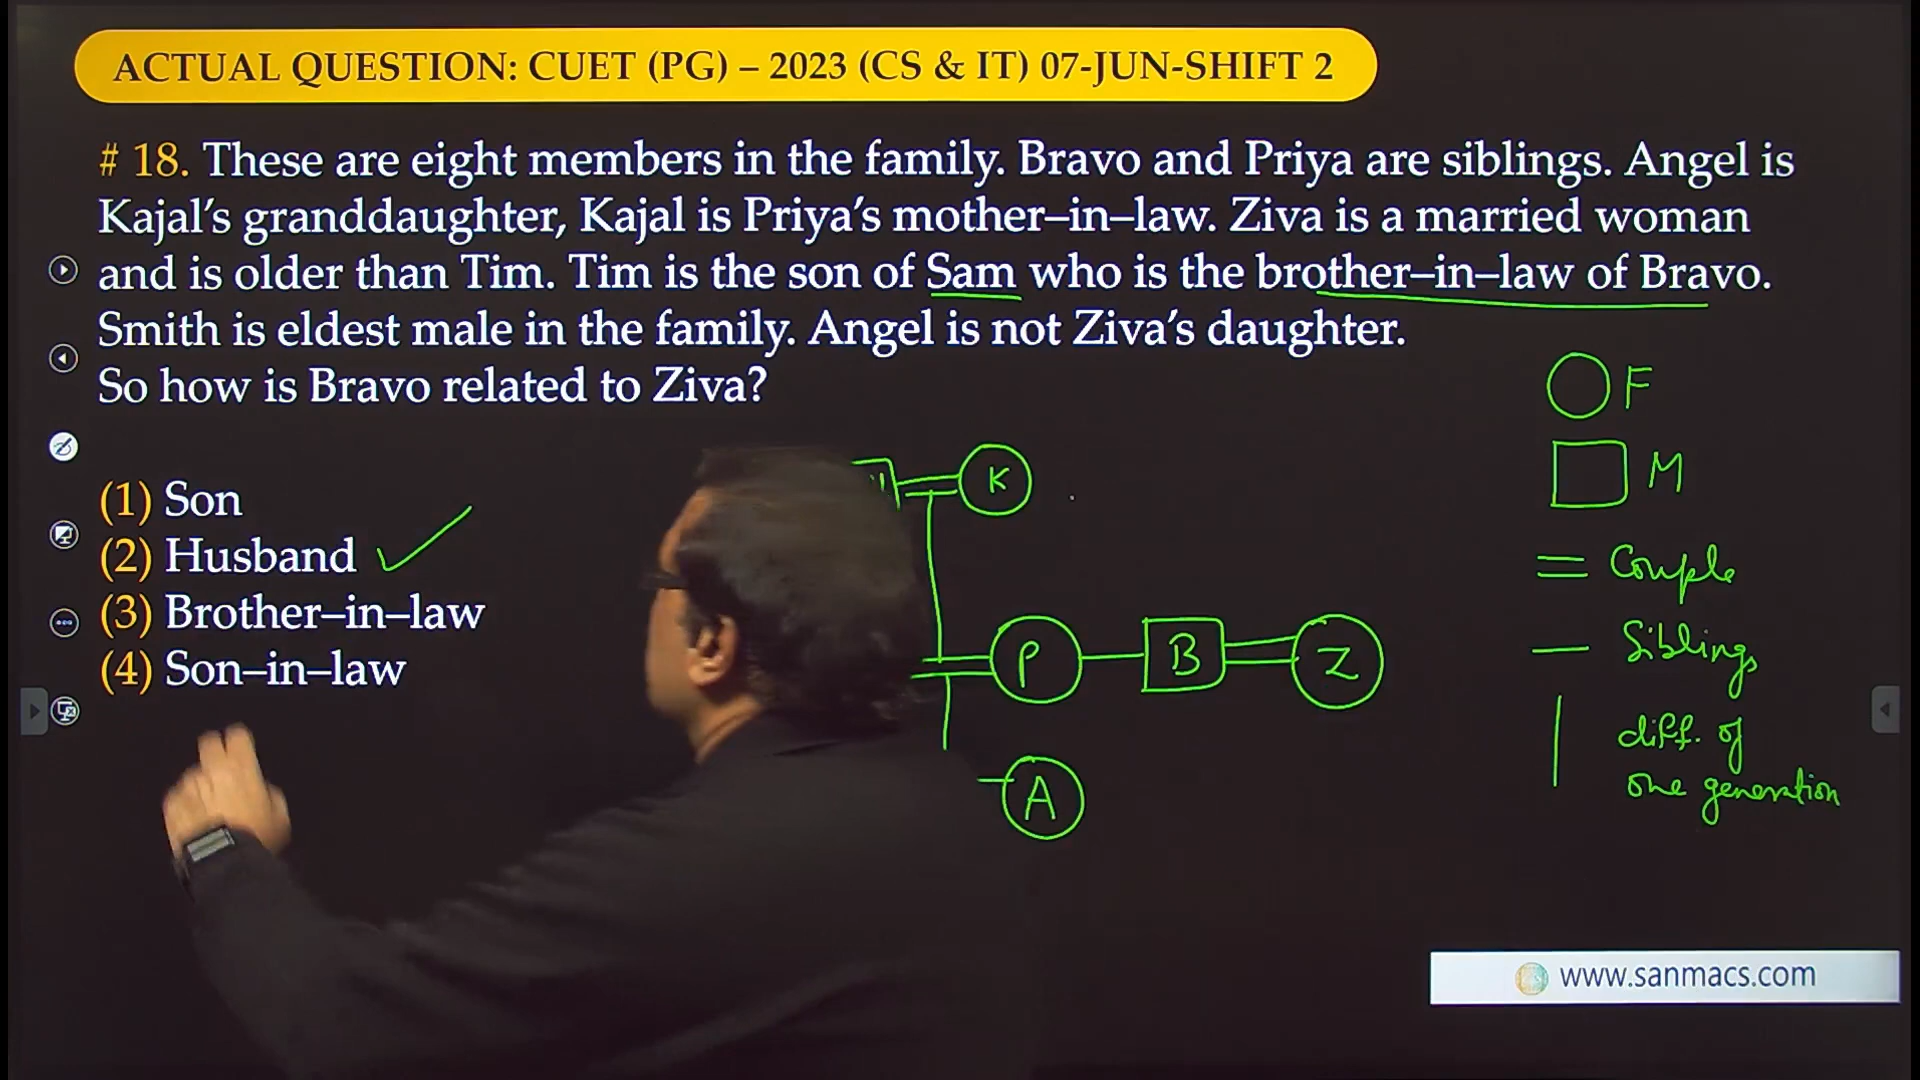 ACTUAL QUESTION: CUET (PG) – 2023 (CS & IT) 07-JUN-SHIFT 2
# 18. These are eight members in the family. Bravo and Priya are siblings. Angel is
Kajal’s granddaughter, Kajal is Priya’s mother–in–law. Ziva is a married woman
and is older than Tim. Tim is the son of Sam who is the brother–in–law of Bravo.
Smith is eldest male in the family. Angel is not Ziva’s daughter.
So how is Bravo related to Ziva?
(1) Son
(2) Husband
(3) Brother–in–law
(4) Son–in–law
K
P B Z
A
F
M
= Couple
— Siblings
| diff. of
one generation
www.sanmacs.com